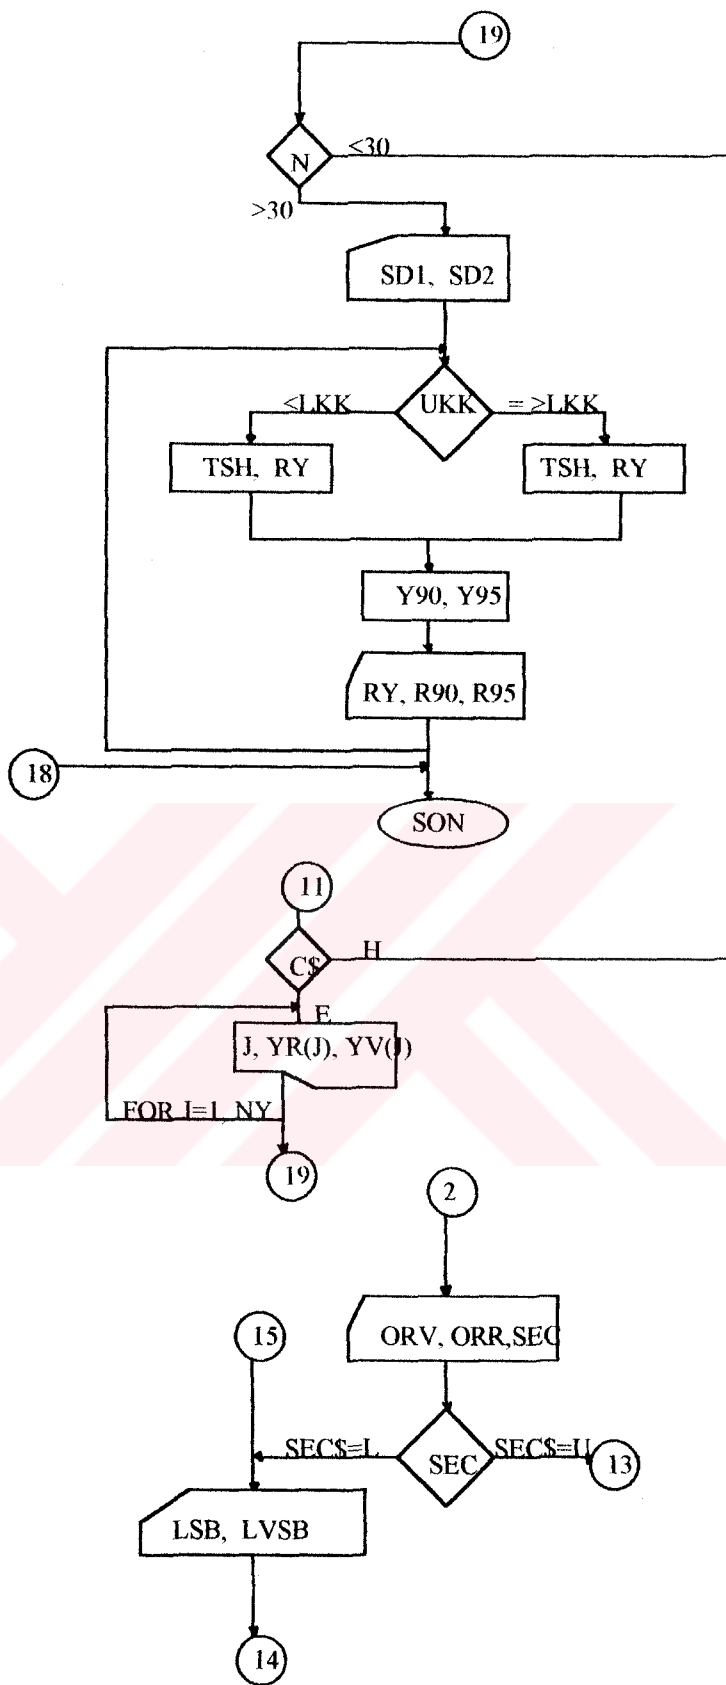 19
N
<30
>30
SD1, SD2
<LKK
UKK
= >LKK
TSH, RY
TSH, RY
Y90, Y95
RY, R90, R95
18
SON
11
C$
H
E
J, YR(J), YV(J)
FOR J=1, NY
19
2
15
ORV, ORR,SEC
SEC$=L
SEC
SEC$=U
13
LSB, LVSB
14